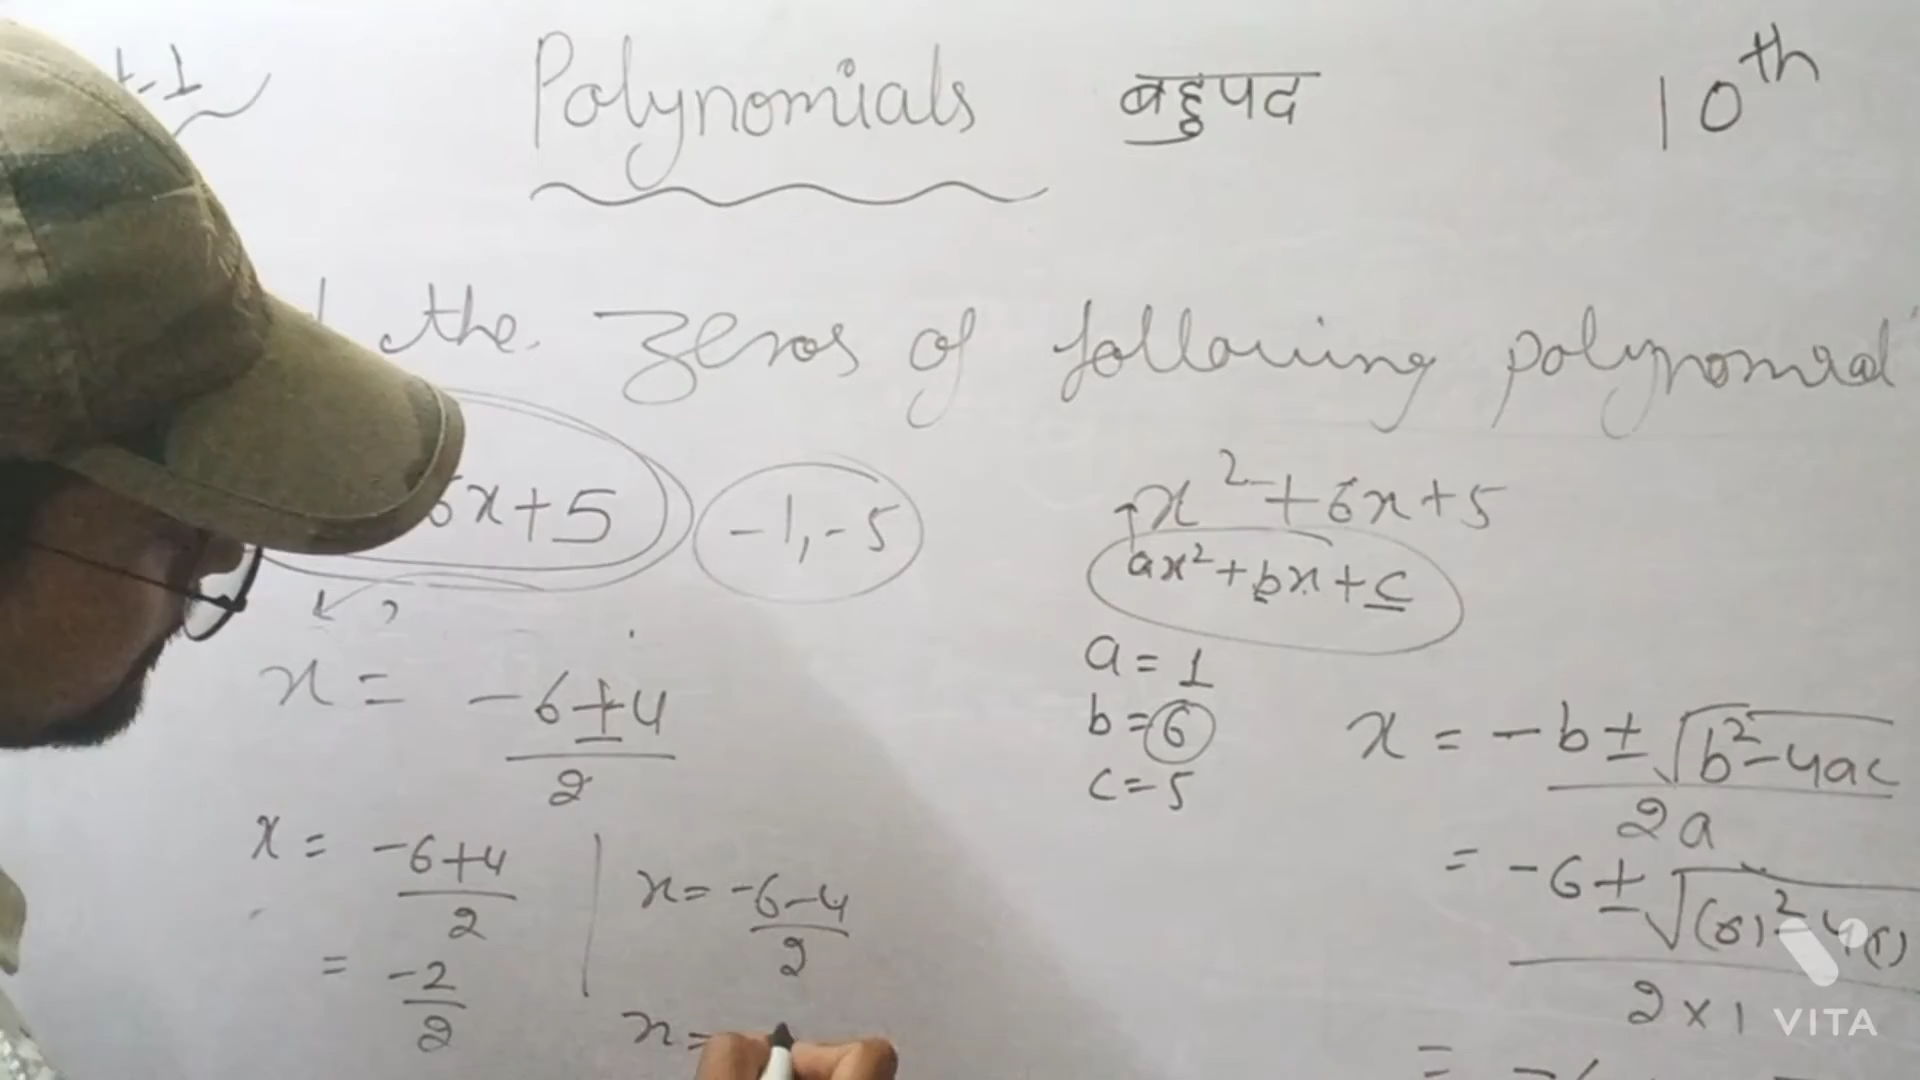 -1
Polynomials बहुपद 10th
the zeros of following polynomial
6x+5 -1,-5
x²+6x+5
ax²+bx+c
a=1
b=6
c=5
x = -6±4/2
x = -6+4/2
= -2/2
x = -6-4/2
x =
x = -b±√b²-4ac/2a
= -6±√(6)²-4(1)/2×1
=
VITA